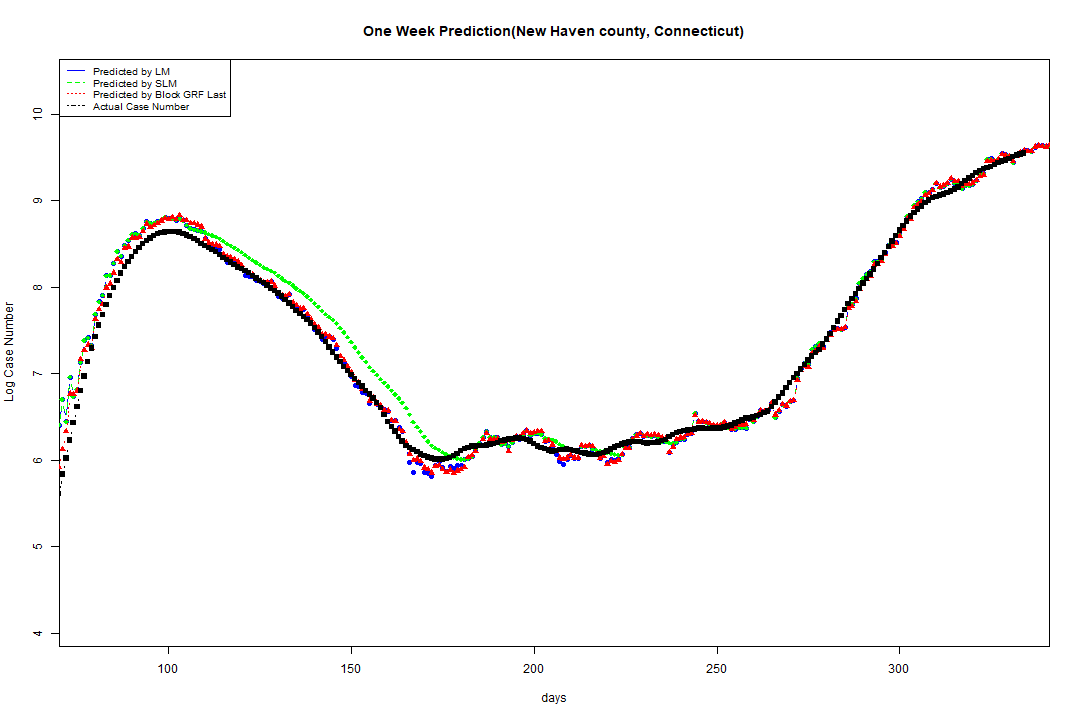 One Week Prediction(New Haven county, Connecticut)
Predicted by LM
Predicted by SLM
Predicted by Block GRF Last
Actual Case Number
10
9
8
7
6
5
4
Log Case Number
100 150 200 250 300
days